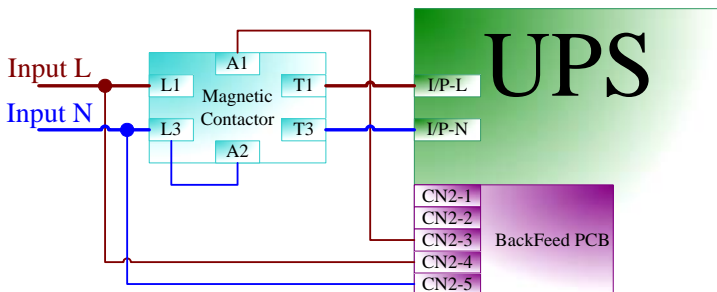 UPS
A1
Input L
L1
T1
I/P-L
Magnetic
Contactor
Input N
L3
T3
I/P-N
A2
CN2-1
CN2-2
CN2-3
BackFeed PCB
CN2-4
CN2-5